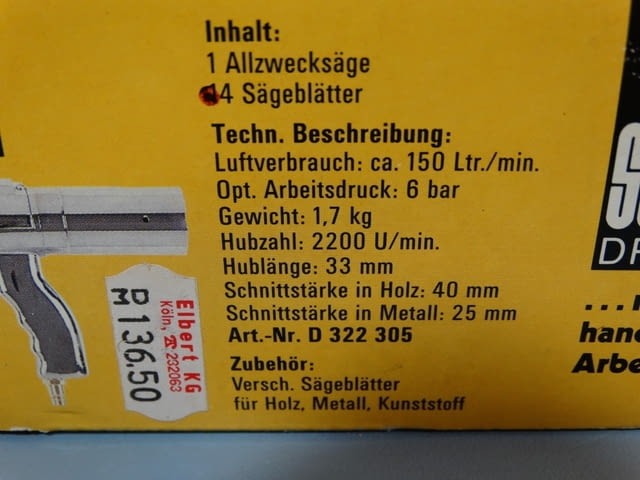 Inhalt:
1 Allzwecksäge
4 Sägeblätter
Techn. Beschreibung:
Luftverbrauch: ca. 150 Ltr./min.
Opt. Arbeitsdruck: 6 bar
Gewicht: 1,7 kg
Hubzahl: 2200 U/min.
Hublänge: 33 mm
Schnittstärke in Holz: 40 mm
Schnittstärke in Metall: 25 mm
Art.-Nr. D 322 305
Zubehör:
Versch. Sägeblätter
für Holz, Metall, Kunststoff
Elbert KG
Köln, 232063
DM 136.50
...
hand
Arbe